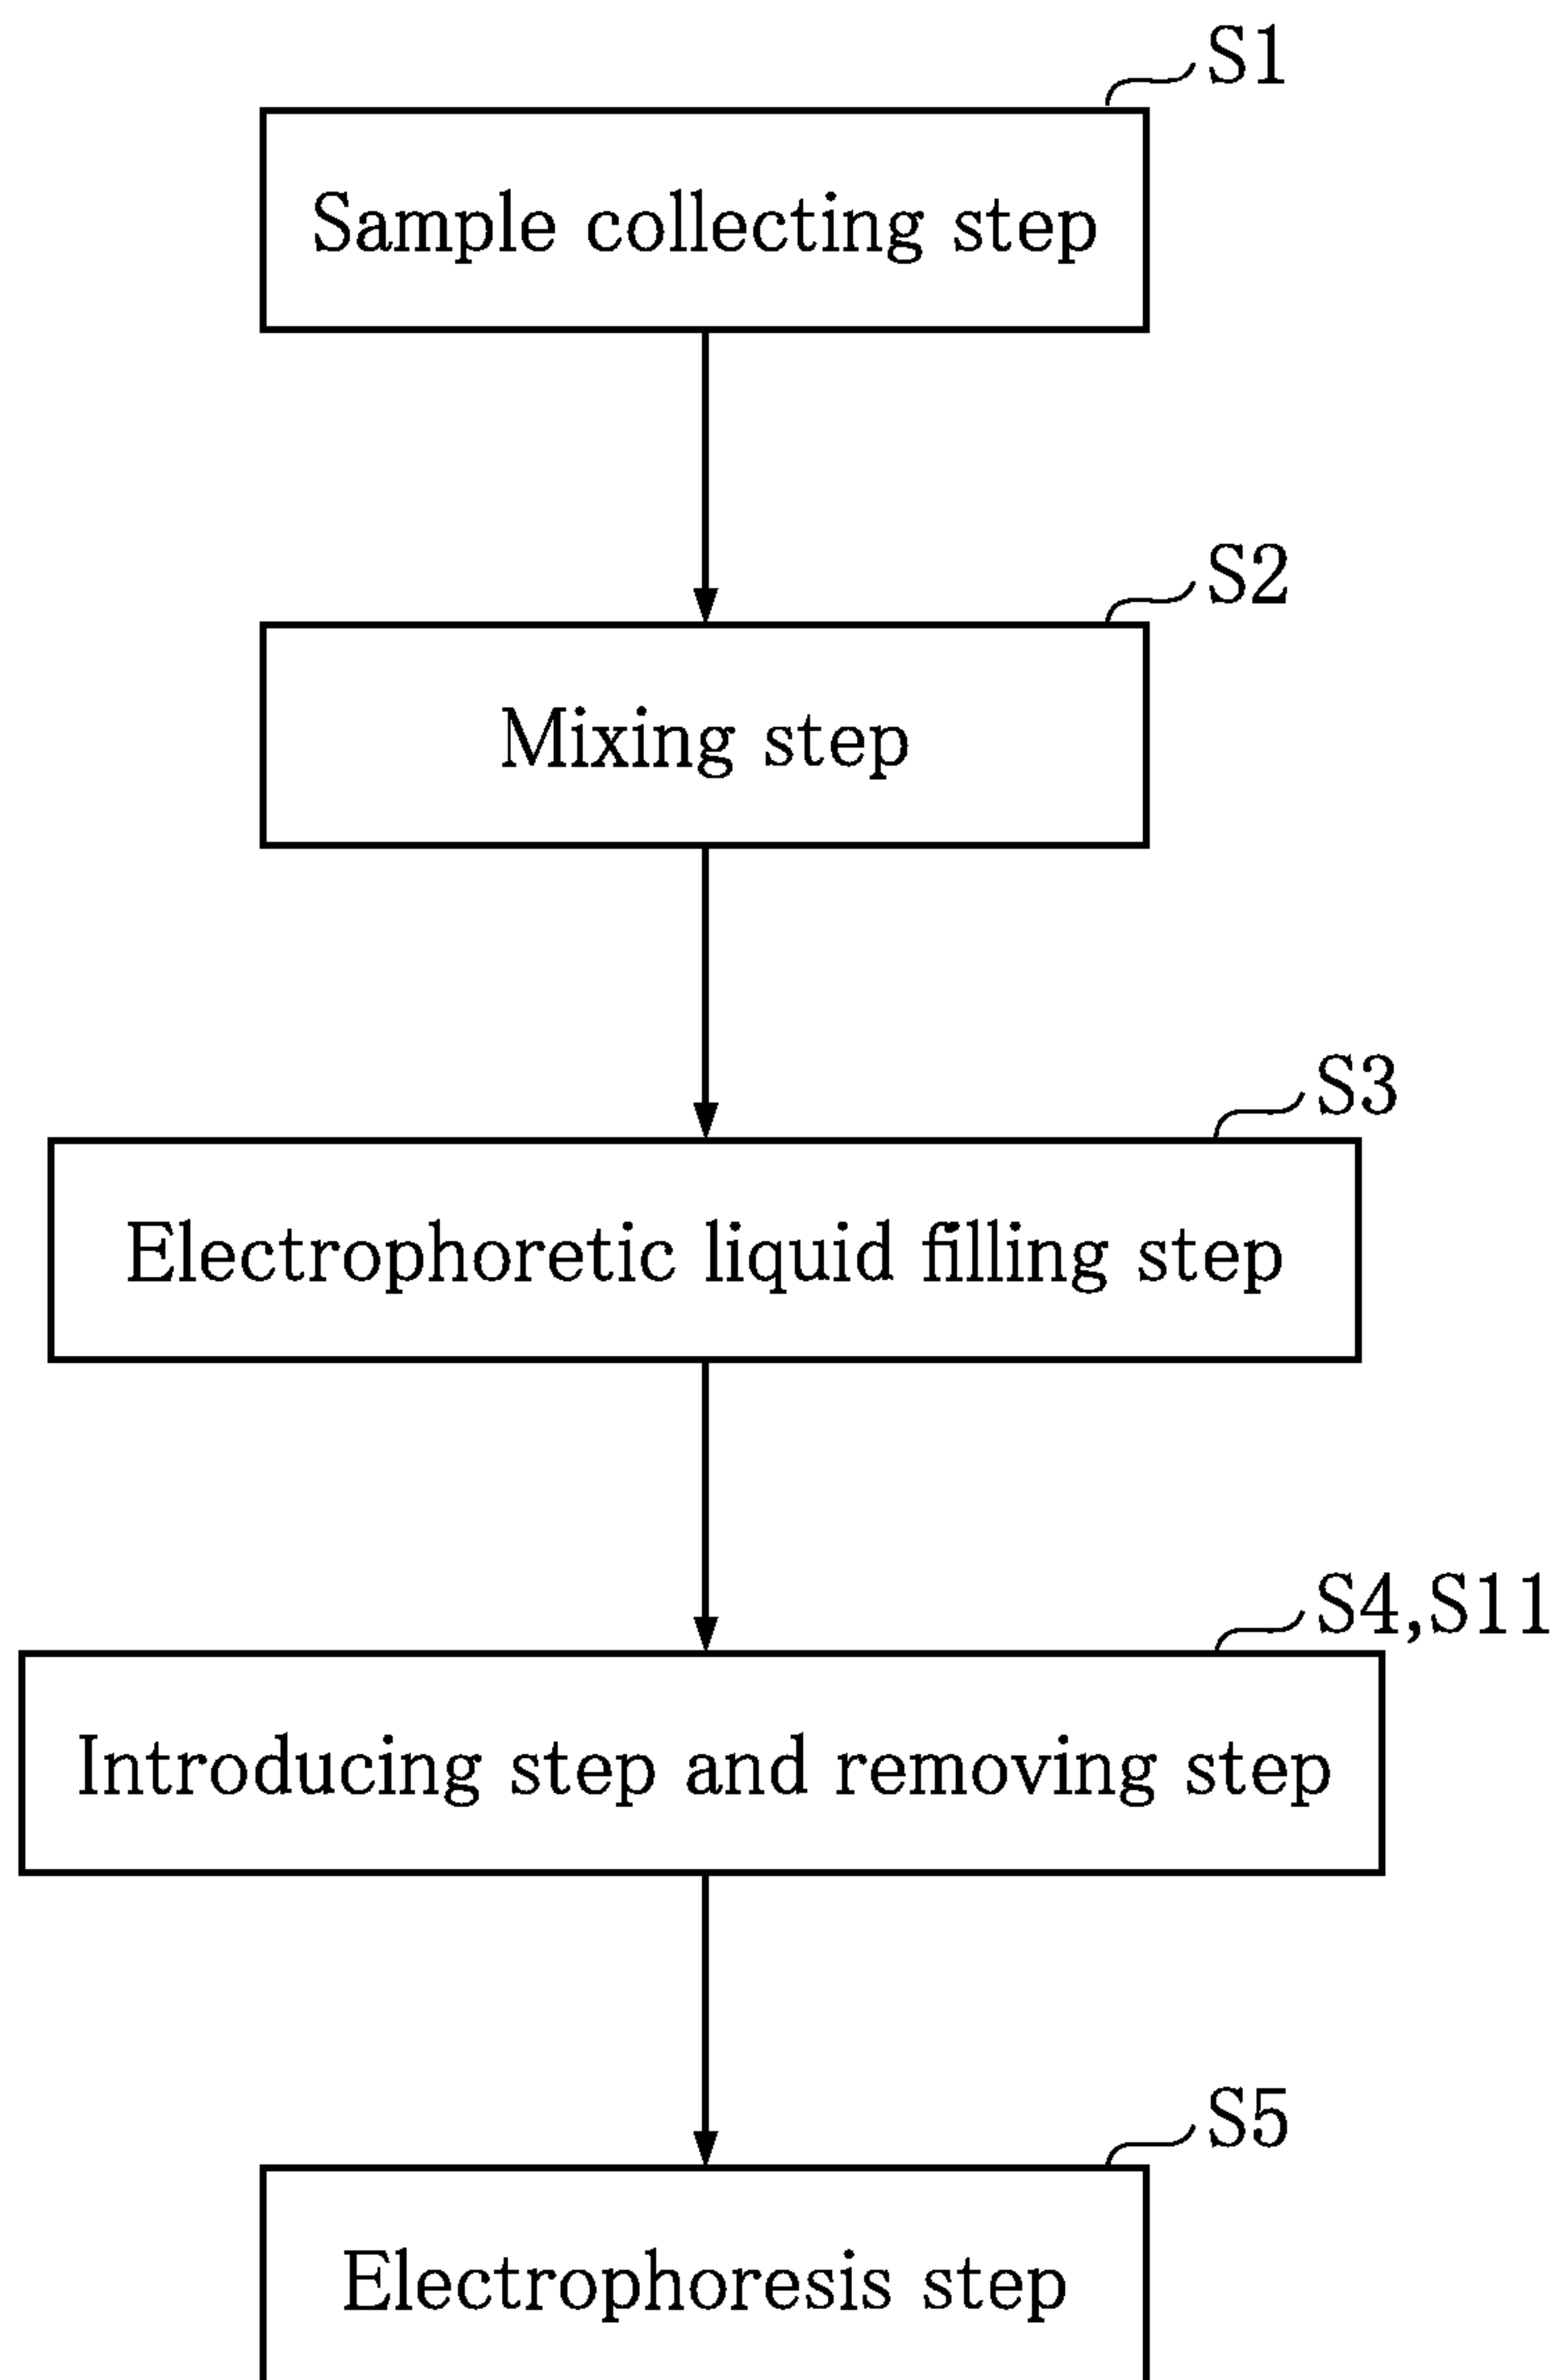 S1
Sample collecting step
S2
Mixing step
S3
Electrophoretic liquid filling step
S4,S11
Introducing step and removing step
S5
Electrophoresis step